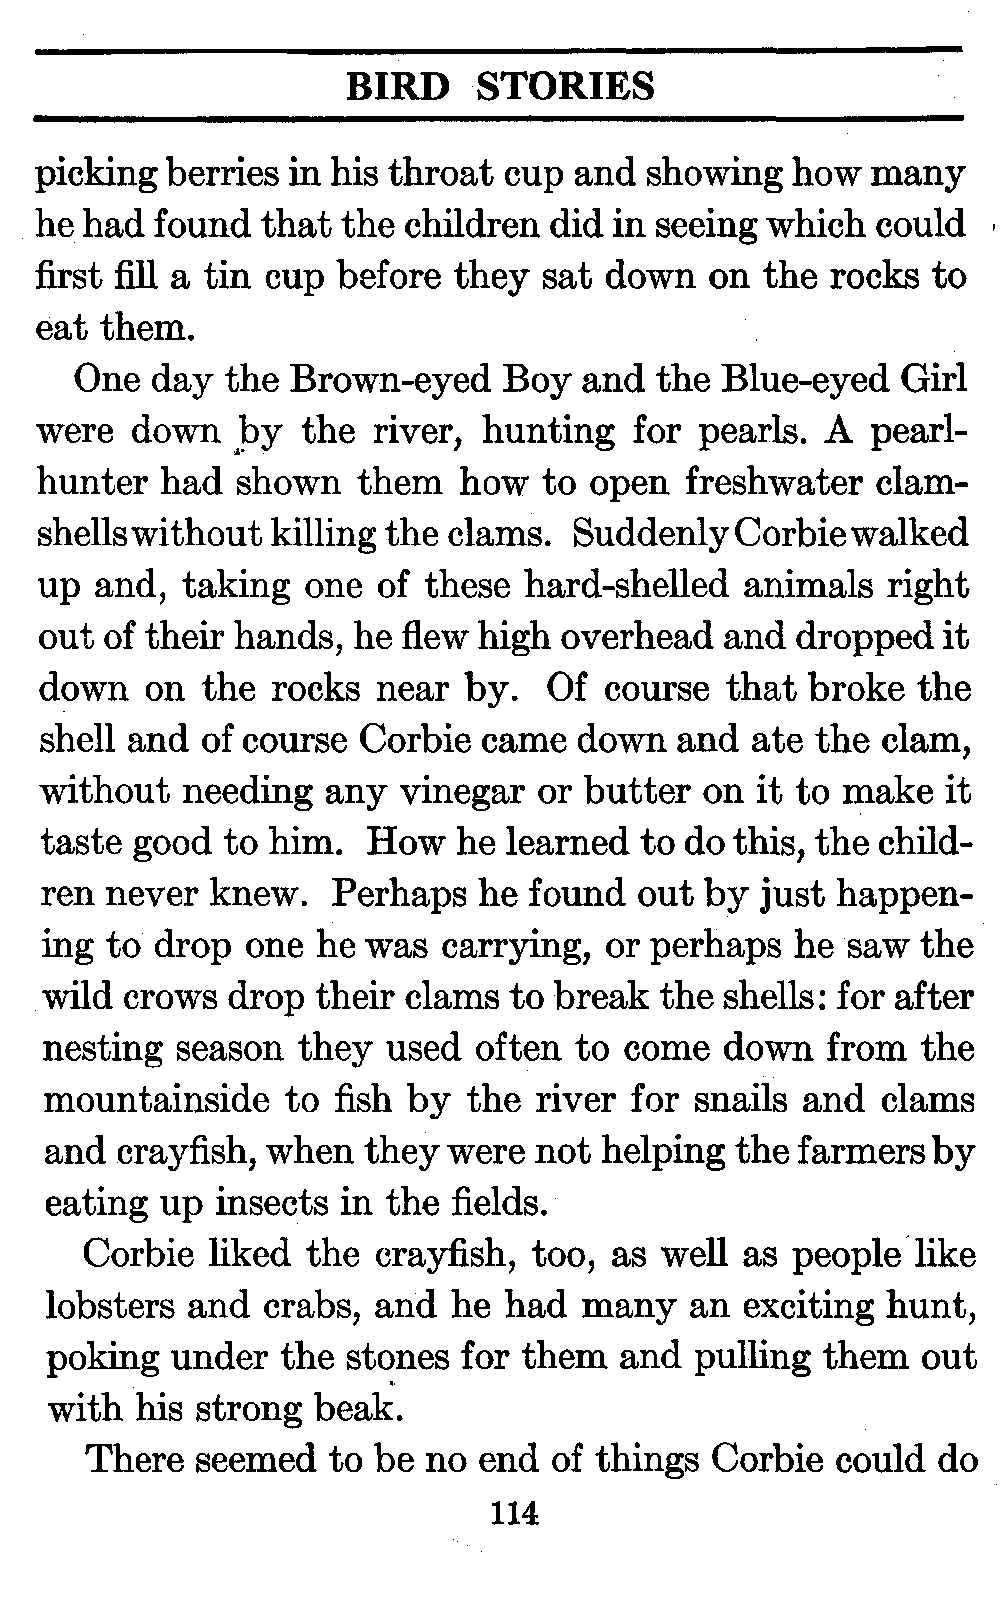 BIRD STORIES
picking berries in his throat cup and showing how many
he had found that the children did in seeing which could
first fill a tin cup before they sat down on the rocks to
eat them.
One day the Brown-eyed Boy and the Blue-eyed Girl
were down by the river, hunting for pearls. A pearl-
hunter had shown them how to open freshwater clam-
shells without killing the clams. Suddenly Corbie walked
up and, taking one of these hard-shelled animals right
out of their hands, he flew high overhead and dropped it
down on the rocks near by. Of course that broke the
shell and of course Corbie came down and ate the clam,
without needing any vinegar or butter on it to make it
taste good to him. How he learned to do this, the child-
ren never knew. Perhaps he found out by just happen-
ing to drop one he was carrying, or perhaps he saw the
wild crows drop their clams to break the shells: for after
nesting season they used often to come down from the
mountainside to fish by the river for snails and clams
and crayfish, when they were not helping the farmers by
eating up insects in the fields.
Corbie liked the crayfish, too, as well as people like
lobsters and crabs, and he had many an exciting hunt,
poking under the stones for them and pulling them out
with his strong beak.
There seemed to be no end of things Corbie could do
114